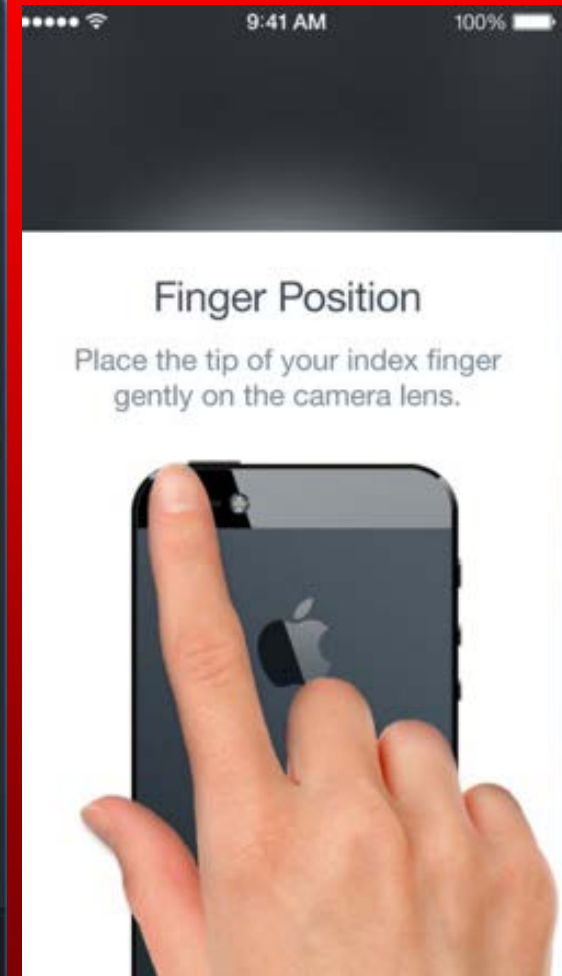 9:41 AM
100%
Finger Position
Place the tip of your index finger
gently on the camera lens.